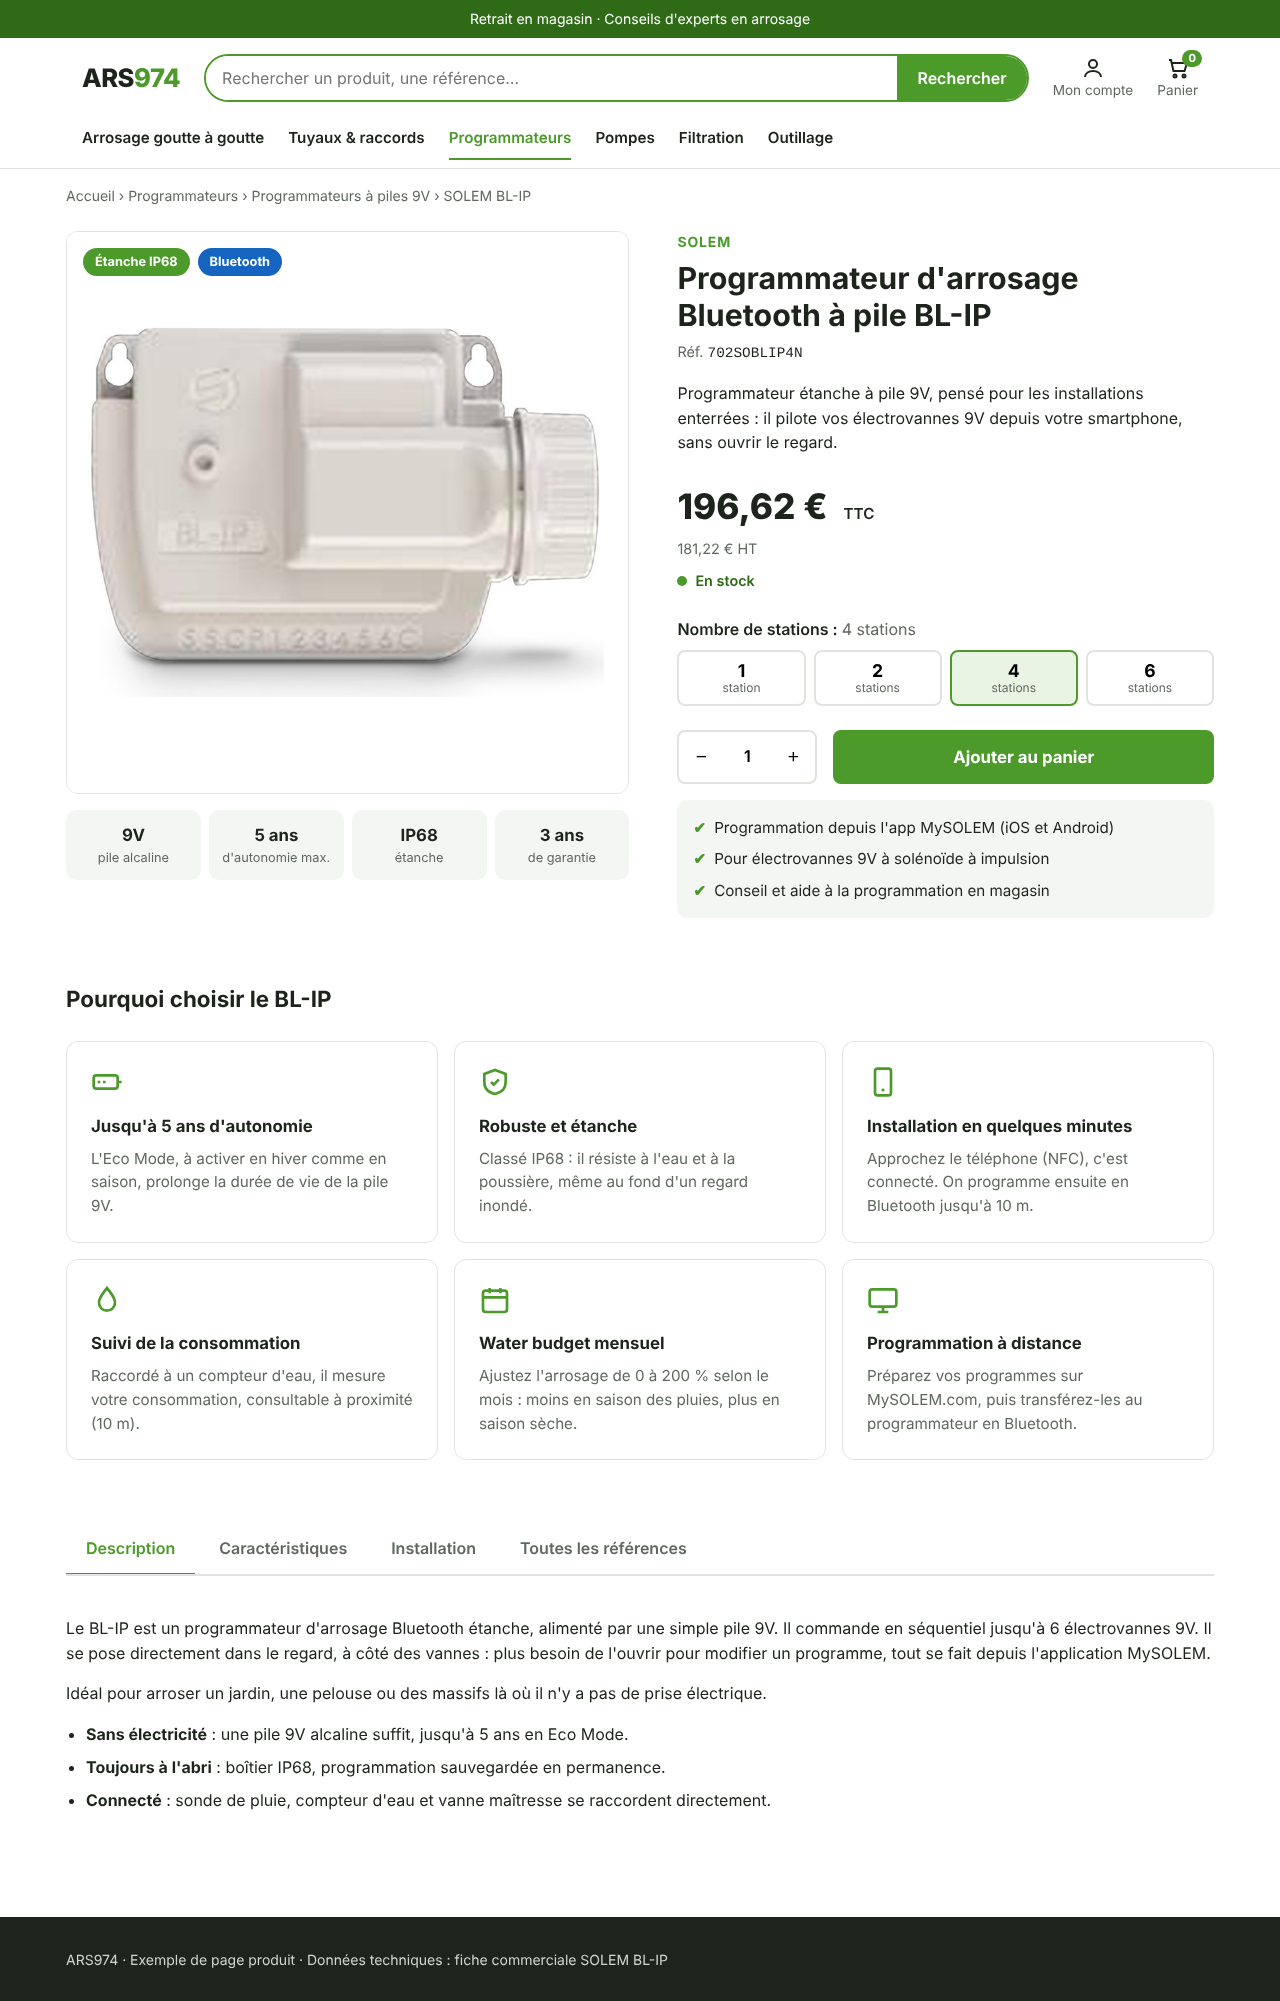 Retrait en magasin · Conseils d'experts en arrosage
ARS974
Rechercher un produit, une référence...
Rechercher
Mon compte
0
Panier
Arrosage goutte à goutte
Tuyaux & raccords
Programmateurs
Pompes
Filtration
Outillage
Accueil › Programmateurs › Programmateurs à piles 9V › SOLEM BL-IP
Étanche IP68
Bluetooth
BL-IP
SOLEM
Programmateur d'arrosage
Bluetooth à pile BL-IP
Réf. 702SOBLIP4N
Programmateur étanche à pile 9V, pensé pour les installations
enterrées : il pilote vos électrovannes 9V depuis votre smartphone,
sans ouvrir le regard.
196,62 € TTC
181,22 € HT
En stock
Nombre de stations : 4 stations
1
station
2
stations
4
stations
6
stations
− 1 +
Ajouter au panier
✔ Programmation depuis l'app MySOLEM (iOS et Android)
✔ Pour électrovannes 9V à solénoïde à impulsion
✔ Conseil et aide à la programmation en magasin
9V
pile alcaline
5 ans
d'autonomie max.
IP68
étanche
3 ans
de garantie
Pourquoi choisir le BL-IP
Jusqu'à 5 ans d'autonomie
L'Eco Mode, à activer en hiver comme en
saison, prolonge la durée de vie de la pile
9V.
Robuste et étanche
Classé IP68 : il résiste à l'eau et à la
poussière, même au fond d'un regard
inondé.
Installation en quelques minutes
Approchez le téléphone (NFC), c'est
connecté. On programme ensuite en
Bluetooth jusqu'à 10 m.
Suivi de la consommation
Raccordé à un compteur d'eau, il mesure
votre consommation, consultable à proximité
(10 m).
Water budget mensuel
Ajustez l'arrosage de 0 à 200 % selon le
mois : moins en saison des pluies, plus en
saison sèche.
Programmation à distance
Préparez vos programmes sur
MySOLEM.com, puis transférez-les au
programmateur en Bluetooth.
Description
Caractéristiques
Installation
Toutes les références
Le BL-IP est un programmateur d'arrosage Bluetooth étanche, alimenté par une simple pile 9V. Il commande en séquentiel jusqu'à 6 électrovannes 9V. Il
se pose directement dans le regard, à côté des vannes : plus besoin de l'ouvrir pour modifier un programme, tout se fait depuis l'application MySOLEM.
Idéal pour arroser un jardin, une pelouse ou des massifs là où il n'y a pas de prise électrique.
• Sans électricité : une pile 9V alcaline suffit, jusqu'à 5 ans en Eco Mode.
• Toujours à l'abri : boîtier IP68, programmation sauvegardée en permanence.
• Connecté : sonde de pluie, compteur d'eau et vanne maîtresse se raccordent directement.
ARS974 · Exemple de page produit · Données techniques : fiche commerciale SOLEM BL-IP